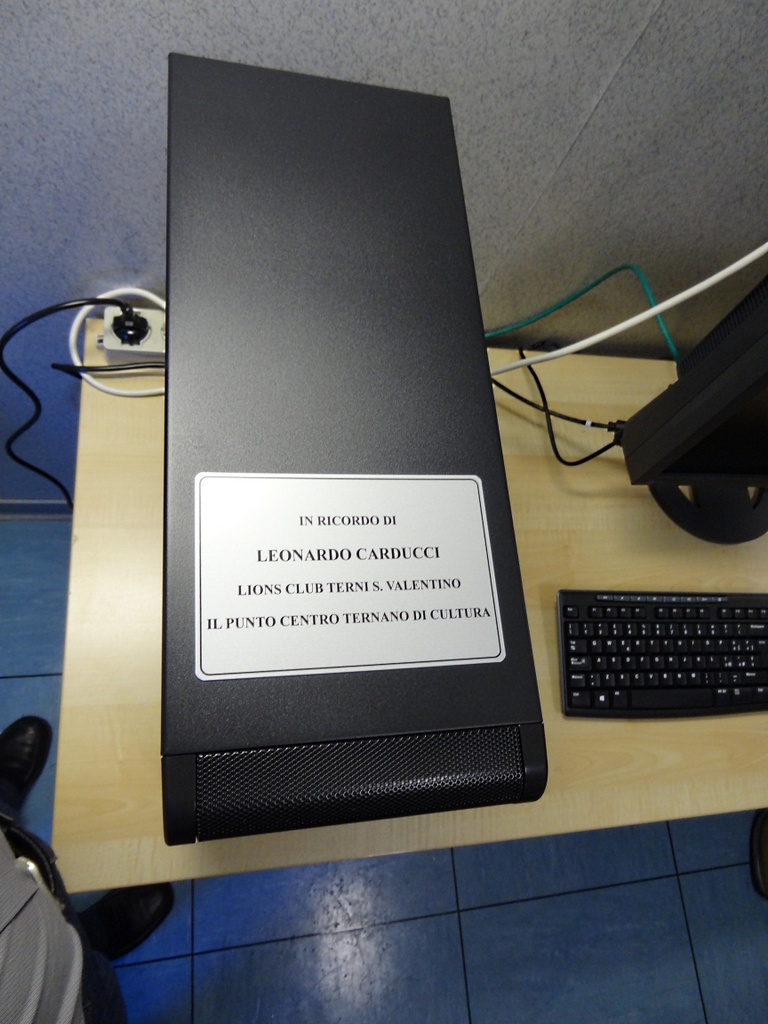 IN RICORDO DI
LEONARDO CARDUCCI
LIONS CLUB TERNI S. VALENTINO
IL PUNTO CENTRO TERNANO DI CULTURA